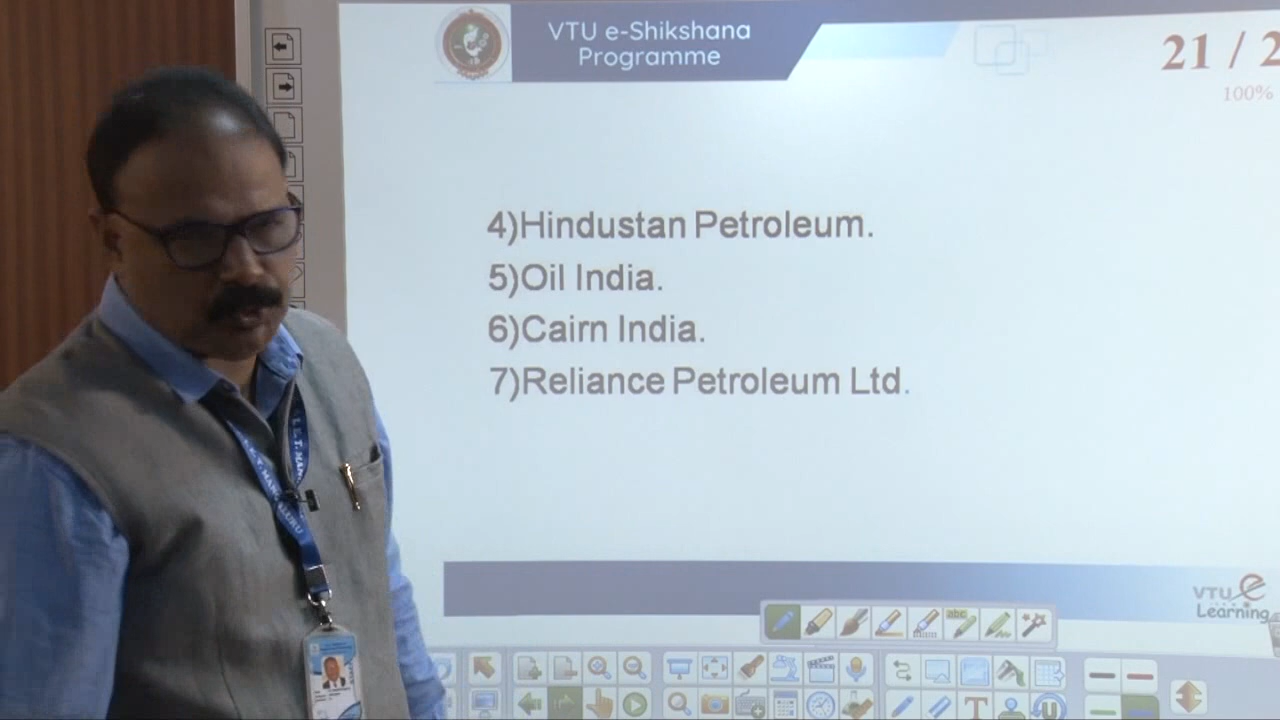 VTU e-Shikshana
Programme
21 / 2
100%
4)Hindustan Petroleum.
5)Oil India.
6)Cairn India.
7)Reliance Petroleum Ltd.
VTU e
Learning
abc
T
U